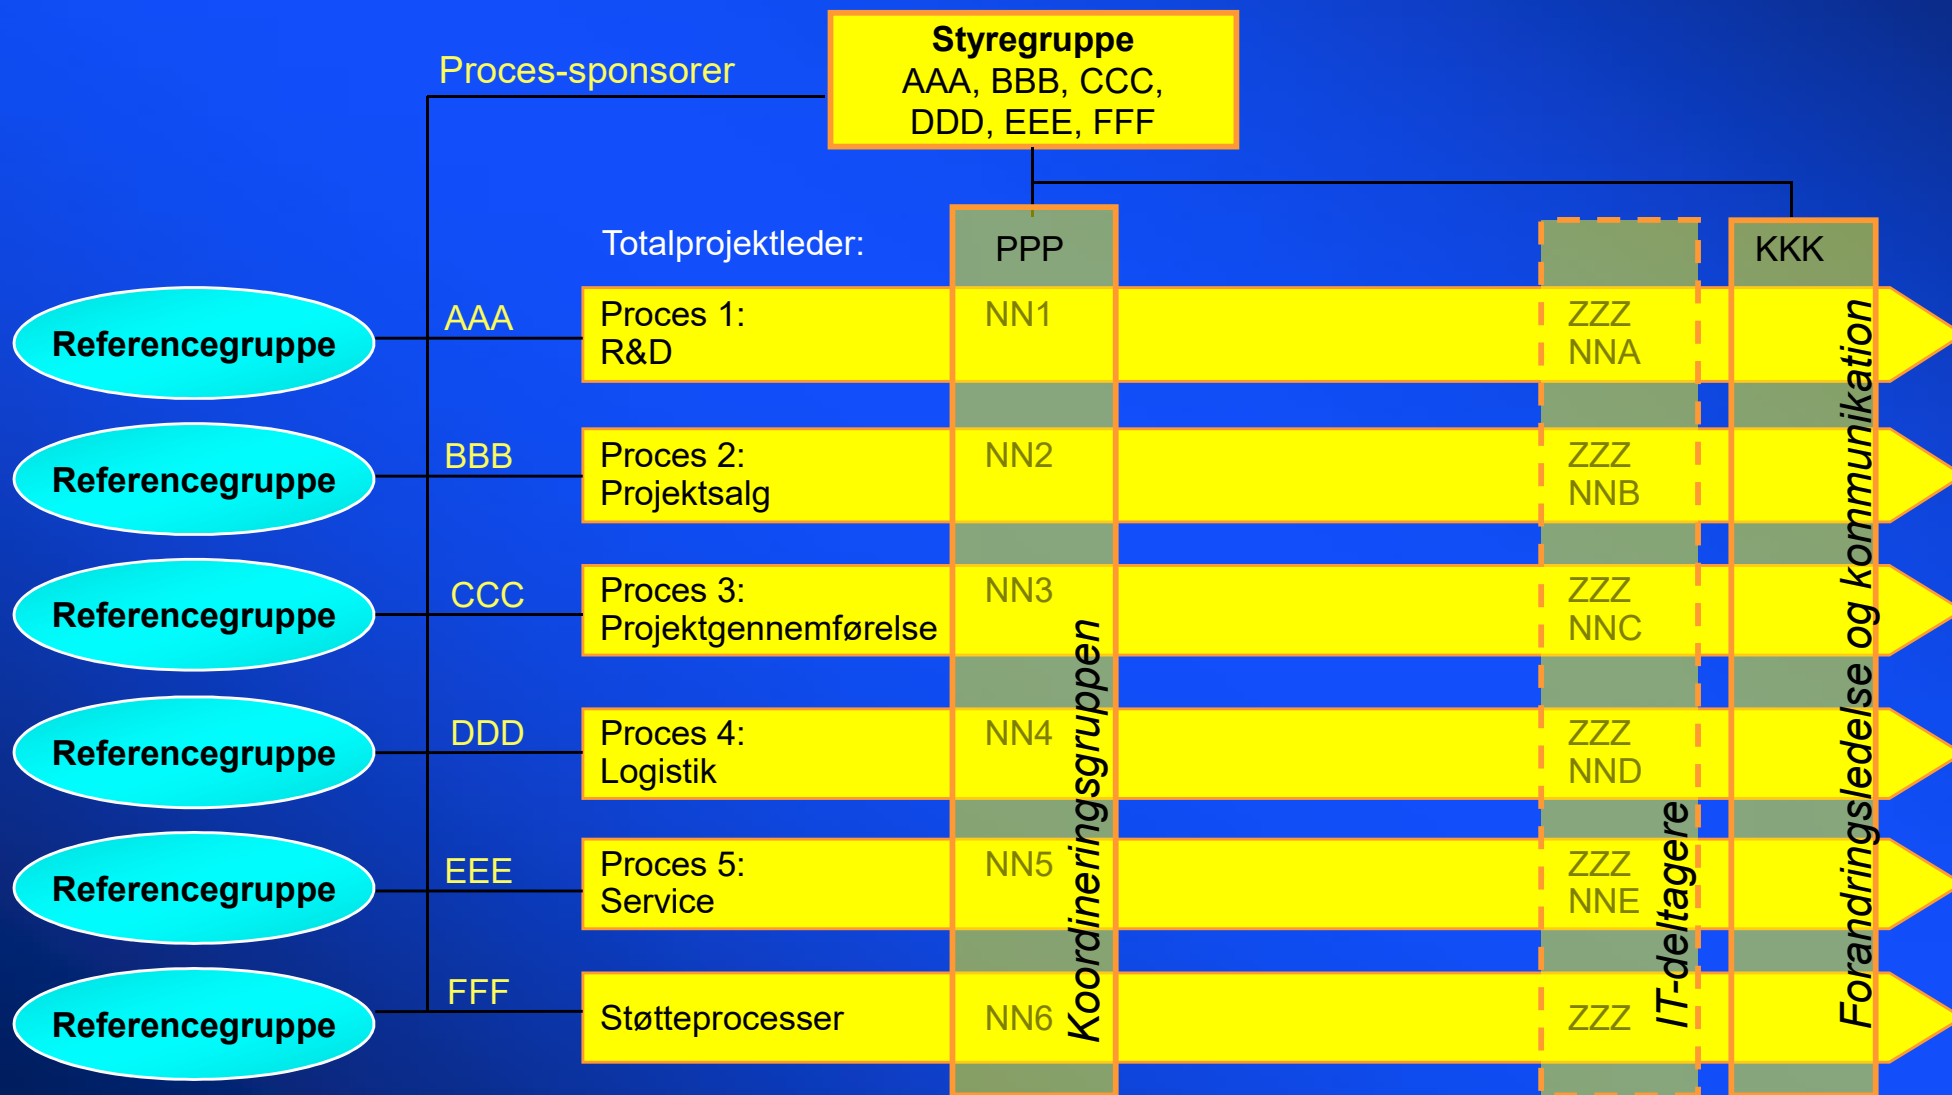 Styregruppe
AAA, BBB, CCC,
DDD, EEE, FFF
Proces-sponsorer
Totalprojektleder:
PPP
KKK
Referencegruppe
AAA
Proces 1:
R&D
NN1
ZZZ
NNA
Referencegruppe
BBB
Proces 2:
Projektsalg
NN2
ZZZ
NNB
Referencegruppe
CCC
Proces 3:
Projektgennemførelse
NN3
ZZZ
NNC
Referencegruppe
DDD
Proces 4:
Logistik
NN4
ZZZ
NND
Referencegruppe
EEE
Proces 5:
Service
NN5
ZZZ
NNE
Referencegruppe
FFF
Støtteprocesser
NN6
ZZZ
Koordineringsgruppen
IT-deltagere
Forandringsledelse og kommunikation